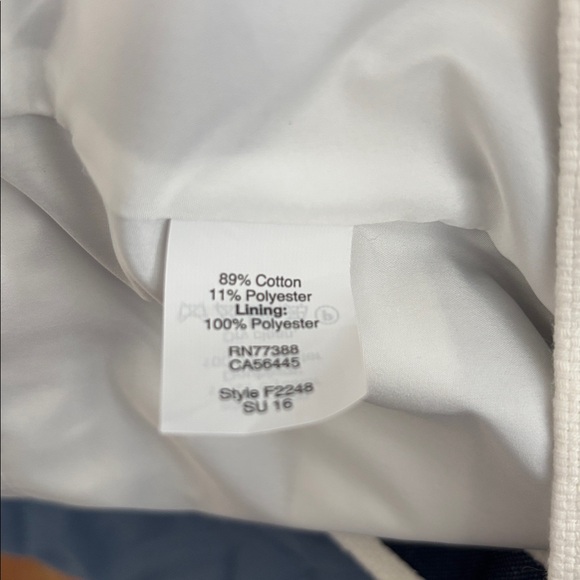 89% Cotton
11% Polyester
Lining:
100% Polyester
RN77388
CA56445
Style F2248
SU 16